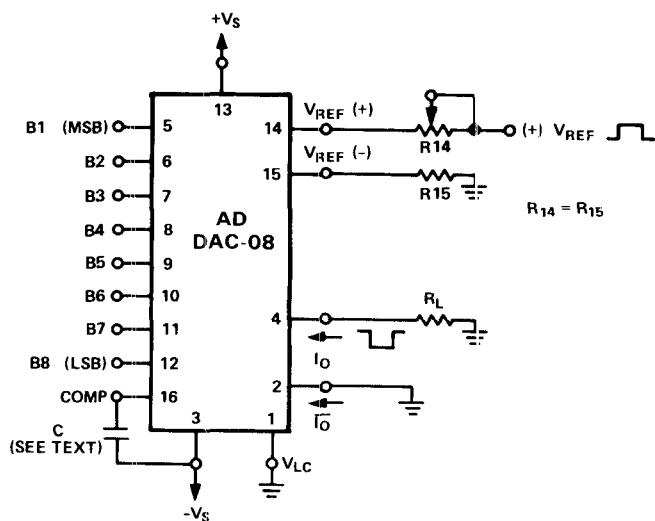 +VS
13
B1 (MSB) 5
B2 6
B3 7
B4 8
B5 9
B6 10
B7 11
B8 (LSB) 12
COMP 16
C
(SEE TEXT)
AD
DAC-08
14 VREF (+)
R14
(+) VREF
15 VREF (-)
R15
R14 = R15
4
RL
IO
2
IO
3
1
VLC
-VS